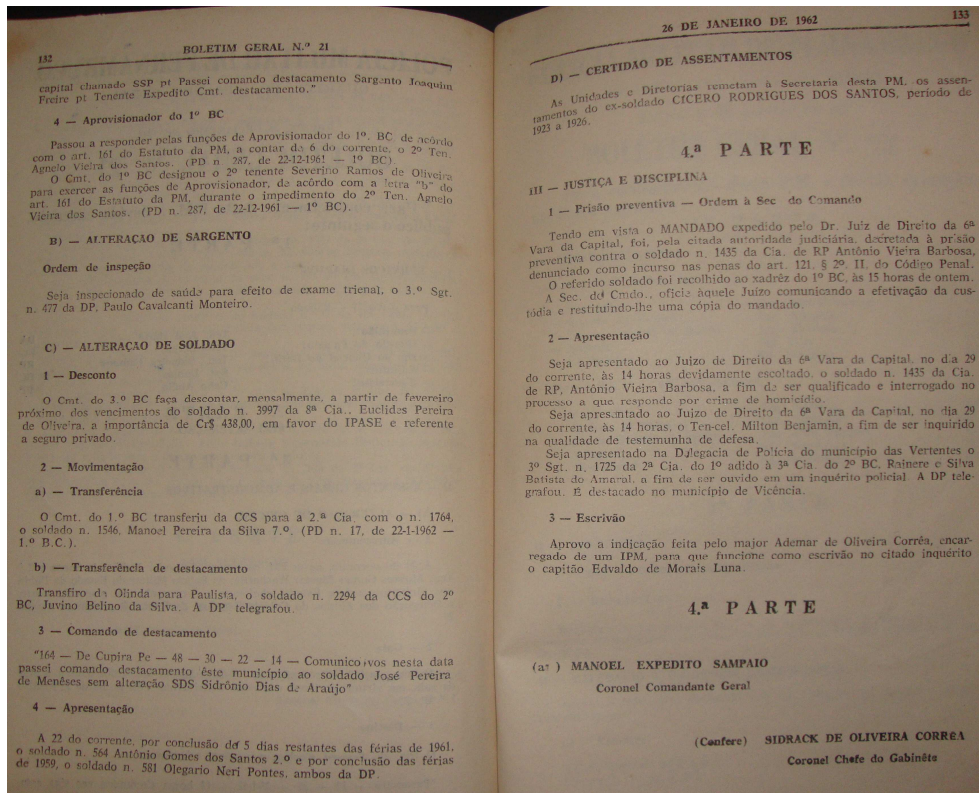 132
BOLETIM GERAL N.º 21
capital chamado SSP pt Passei comando destacamento Sargento Joaquim
Freire pt Tenente Expedito Cmt. destacamento."
4 — Aprovisionador do 1º BC
Passou a responder pelas funções de Aprovisionador do 1º. BC, de acôrdo
com o art. 161 do Estatuto da PM, a contar de 6 do corrente, o 2º Ten.
Agnelo Vieira dos Santos. (PD n. 287, de 22-12-1961 — 1º BC).
O Cmt. do 1º BC designou o 2º tenente Severino Ramos de Oliveira
para exercer as funções de Aprovisionador, de acôrdo com a letra "b" do
art. 161 do Estatuto da PM, durante o impedimento do 2º Ten. Agnelo
Vieira dos Santos. (PD n. 287, de 22-12-1961 — 1º BC).
B) — ALTERAÇÃO DE SARGENTO
Ordem de inspeção
Seja inspecionado de saúde para efeito de exame trienal, o 3.º Sgt.
n. 477 da DP, Paulo Cavalcanti Monteiro.
C) — ALTERAÇÃO DE SOLDADO
1 — Desconto
O Cmt. do 3.º BC faça descontar, mensalmente, a partir de fevereiro
próximo, dos vencimentos do soldado n. 3997 da 8ª Cia., Euclides Pereira
de Oliveira, a importância de Cr$ 438,00, em favor do IPASE e referente
a seguro privado.
2 — Movimentação
a) — Transferência
O Cmt. do 1.º BC transferiu da CCS para a 2.ª Cia. com o n. 1764,
o soldado n. 1546, Manoel Pereira da Silva 7.º. (PD n. 17, de 22-1-1962 —
1.º B.C.).
b) — Transferência de destacamento
Transfiro de Olinda para Paulista, o soldado n. 2294 da CCS do 2º
BC, Juvino Belino da Silva. A DP telegrafou.
3 — Comando de destacamento
"164 — De Cupira Pe — 48 — 30 — 22 — 14 — Comunico vos nesta data
passei comando destacamento êste município ao soldado José Pereira
de Menêses sem alteração SDS Sidrônio Dias de Araújo"
4 — Apresentação
A 22 do corrente, por conclusão de 5 dias restantes das férias de 1961,
o soldado n. 564 Antônio Gomes dos Santos 2.º e por conclusão das férias
de 1959, o soldado n. 581 Olegario Neri Pontes, ambos da DP.
26 DE JANEIRO DE 1962
133
D) — CERTIDÃO DE ASSENTAMENTOS
As Unidades e Diretorias remetam à Secretaria desta PM, os assen-
tamentos do ex-soldado CÍCERO RODRIGUES DOS SANTOS, período de
1923 a 1926.
4.ª PARTE
III — JUSTIÇA E DISCIPLINA
1 — Prisão preventiva — Ordem à Sec do Comando
Tendo em vista o MANDADO expedido pelo Dr. Juiz de Direito da 6ª
Vara da Capital, foi, pela citada autoridade judiciária, decretada à prisão
preventiva contra o soldado n. 1435 da Cia. de RP Antônio Vieira Barbosa,
denunciado como incurso nas penas do art. 121, § 2º, II, do Código Penal.
O referido soldado foi recolhido ao xadrêz do 1º BC, às 15 horas de ontem.
A Sec. do Cmdo., oficie àquele Juízo comunicando a efetivação da cus-
tódia e restituindo-lhe uma cópia do mandado.
2 — Apresentação
Seja apresentado ao Juizo de Direito da 6ª Vara da Capital, no dia 29
do corrente, às 14 horas devidamente escoltado, o soldado n. 1435 da Cia.
de RP, Antônio Vieira Barbosa, a fim de ser qualificado e interrogado no
processo a que responde por crime de homicídio.
Seja apresentado ao Juizo de Direito da 6ª Vara da Capital, no dia 29
do corrente, às 14 horas, o Ten-cel. Milton Benjamin, a fim de ser inquirido
na qualidade de testemunha de defesa.
Seja apresentado na Delegacia de Polícia do município das Vertentes o
3º Sgt. n. 1725 da 2ª Cia. do 1º adido à 3ª Cia. do 2º BC, Rainere e Silva
Batista do Amaral, a fim de ser ouvido em um inquérito policial. A DP tele-
grafou. É destacado no município de Vicência.
3 — Escrivão
Aprovo a indicação feita pelo major Ademar de Oliveira Corrêa, encar-
regado de um IPM, para que funcione como escrivão no citado inquérito
o capitão Edvaldo de Morais Luna.
4.ª PARTE
(a) MANOEL EXPEDITO SAMPAIO
Coronel Comandante Geral
(Confere) SIDRACK DE OLIVEIRA CORRÊA
Coronel Chefe do Gabinête